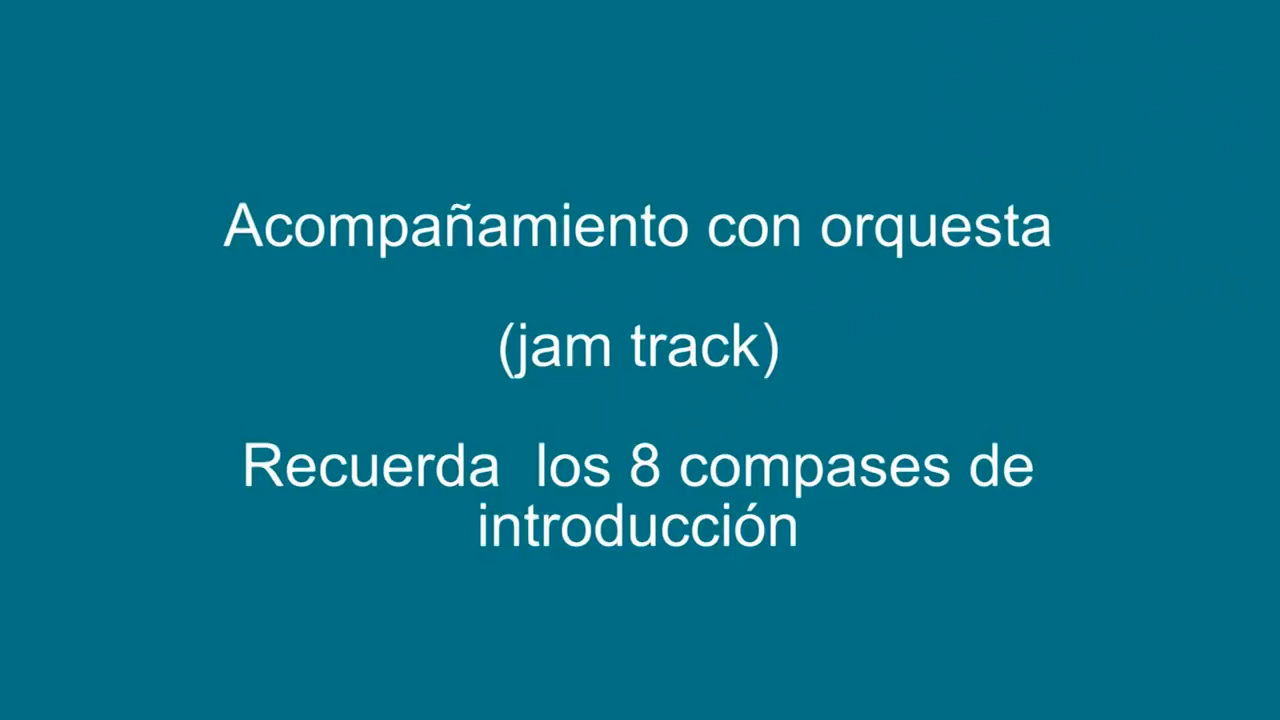 Acompañamiento con orquesta
(jam track)
Recuerda  los 8 compases de
introducción